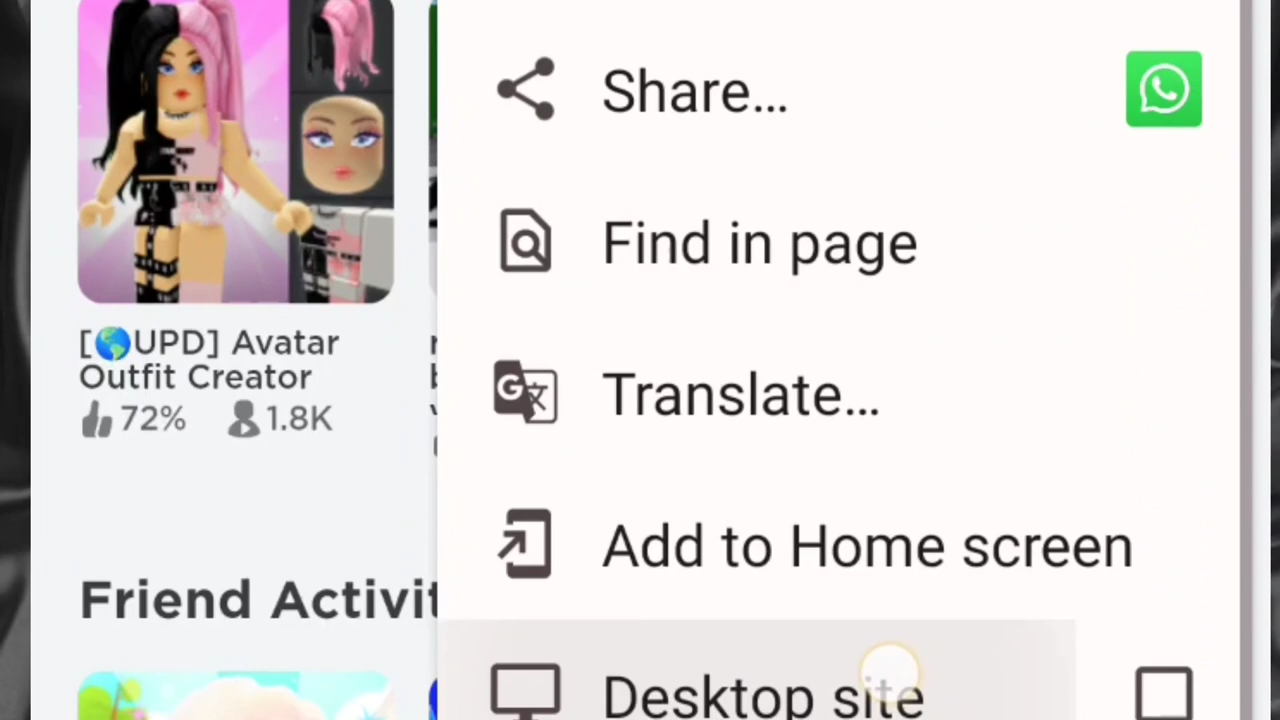 Share...
Find in page
[🌎UPD] Avatar
Outfit Creator
72% 1.8K
Translate...
Add to Home screen
Friend Activit
Desktop site